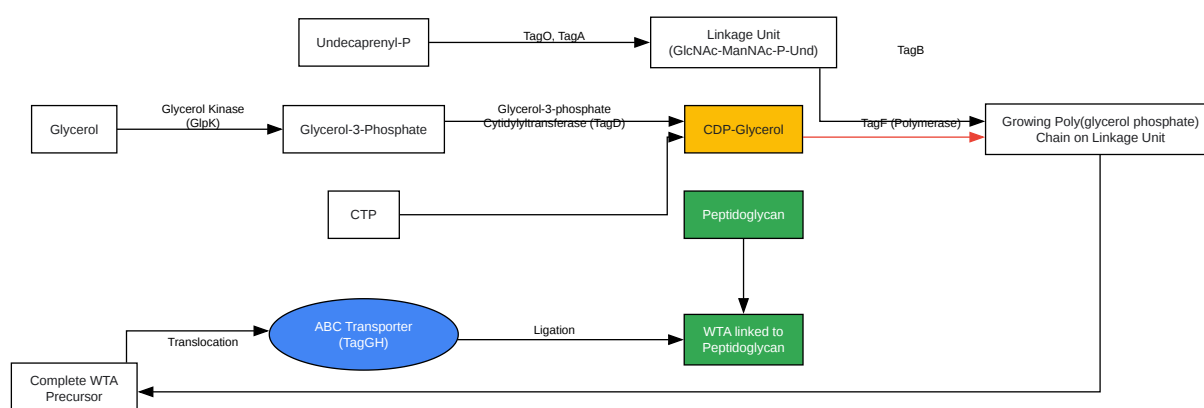 Undecaprenyl-P
TagO, TagA
Linkage Unit
(GlcNAc-ManNAc-P-Und)
TagB
Glycerol
Glycerol Kinase
(GlpK)
Glycerol-3-Phosphate
Glycerol-3-phosphate
Cytidylyltransferase (TagD)
CDP-Glycerol
TagF (Polymerase)
Growing Poly(glycerol phosphate)
Chain on Linkage Unit
CTP
Peptidoglycan
ABC Transporter
(TagGH)
Translocation
Ligation
WTA linked to
Peptidoglycan
Complete WTA
Precursor